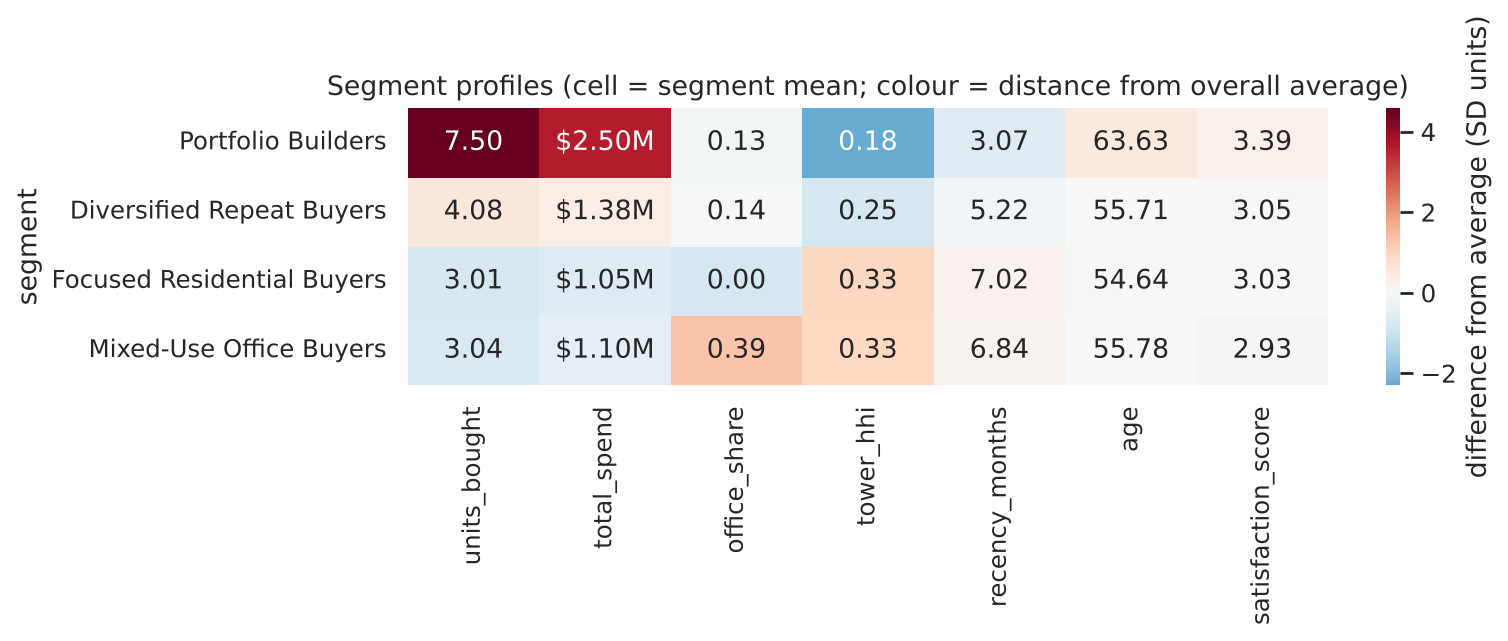 Segment profiles (cell = segment mean; colour = distance from overall average)
segment
Portfolio Builders 7.50 $2.50M 0.13 0.18 3.07 63.63 3.39
Diversified Repeat Buyers 4.08 $1.38M 0.14 0.25 5.22 55.71 3.05
Focused Residential Buyers 3.01 $1.05M 0.00 0.33 7.02 54.64 3.03
Mixed-Use Office Buyers 3.04 $1.10M 0.39 0.33 6.84 55.78 2.93
units_bought
total_spend
office_share
tower_hhi
recency_months
age
satisfaction_score
4
2
0
−2
difference from average (SD units)